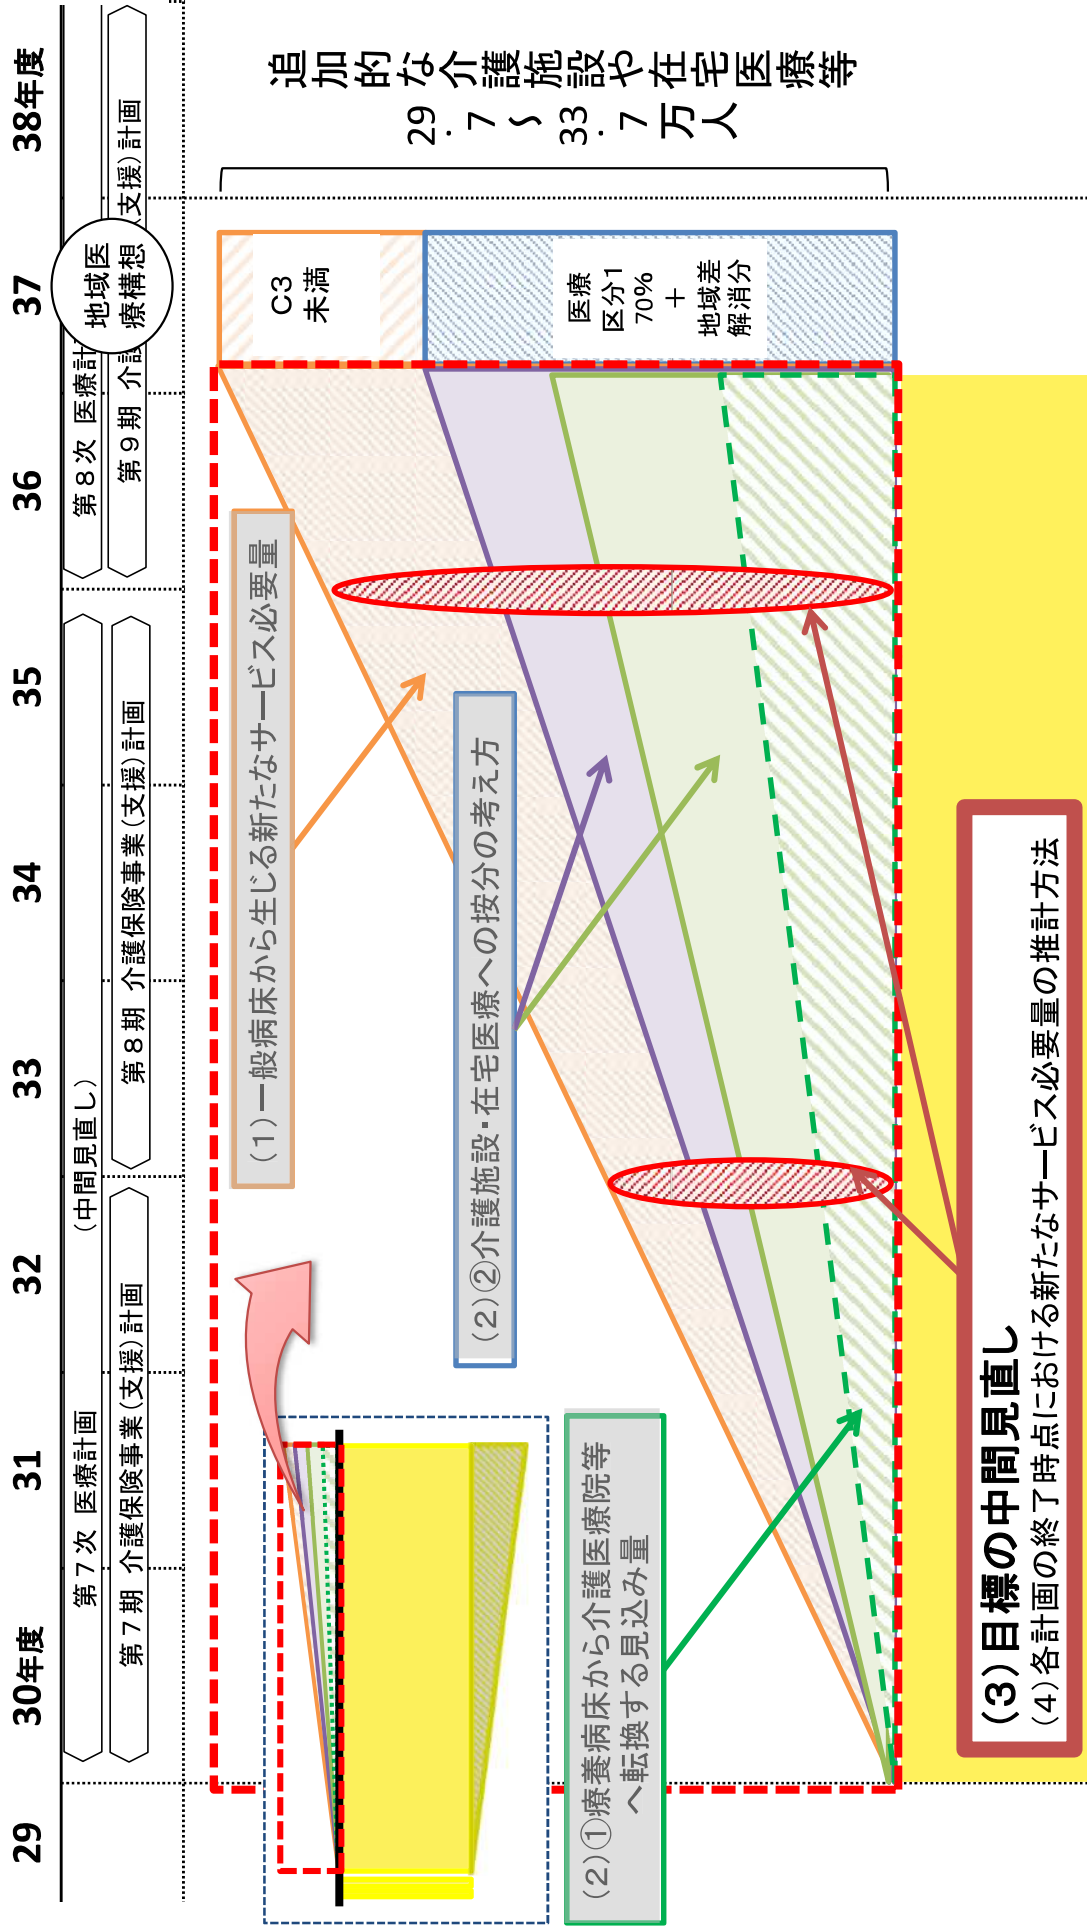 29
30年度
31
32
33
34
35
36
37
38年度
第７次 医療計画
(中間見直し)
第８次 医療計
第７期 介護保険事業(支援)計画
第８期 介護保険事業(支援)計画
第９期 介護
(支援)計画
地域医
療構想
追加的な介護施設や在宅医療等
29.7～33.7万人
C3
未満
医療
区分1
70%
＋
地域差
解消分
(1)一般病床から生じる新たなサービス必要量
(2)②介護施設・在宅医療への按分の考え方
(2)①療養病床から介護医療院等
へ転換する見込み量
(3)目標の中間見直し
(4)各計画の終了時点における新たなサービス必要量の推計方法